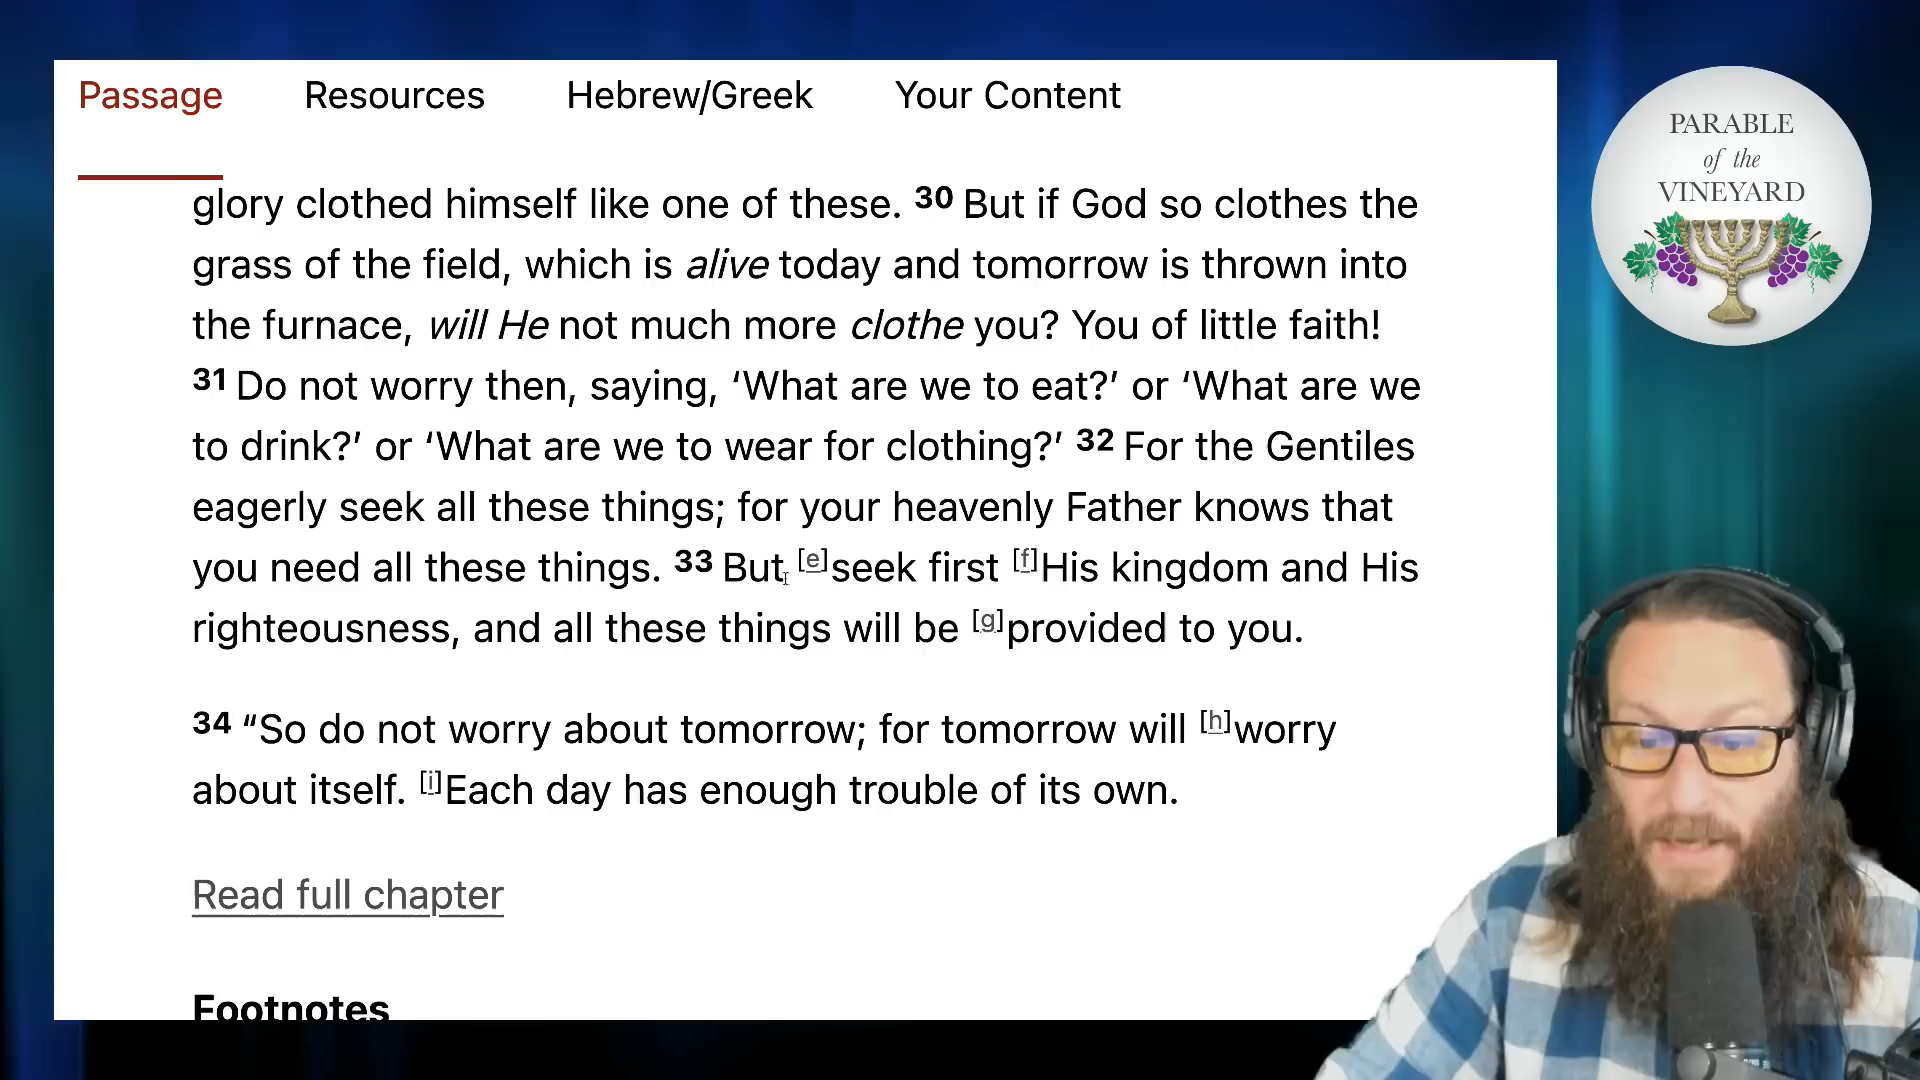 Passage Resources Hebrew/Greek Your Content
PARABLE
of the
VINEYARD
glory clothed himself like one of these. 30 But if God so clothes the
grass of the field, which is alive today and tomorrow is thrown into
the furnace, will He not much more clothe you? You of little faith!
31 Do not worry then, saying, ‘What are we to eat?’ or ‘What are we
to drink?’ or ‘What are we to wear for clothing?’ 32 For the Gentiles
eagerly seek all these things; for your heavenly Father knows that
you need all these things. 33 But [e]seek first [f]His kingdom and His
righteousness, and all these things will be [g]provided to you.
34 “So do not worry about tomorrow; for tomorrow will [h]worry
about itself. [i]Each day has enough trouble of its own.
Read full chapter
Footnotes